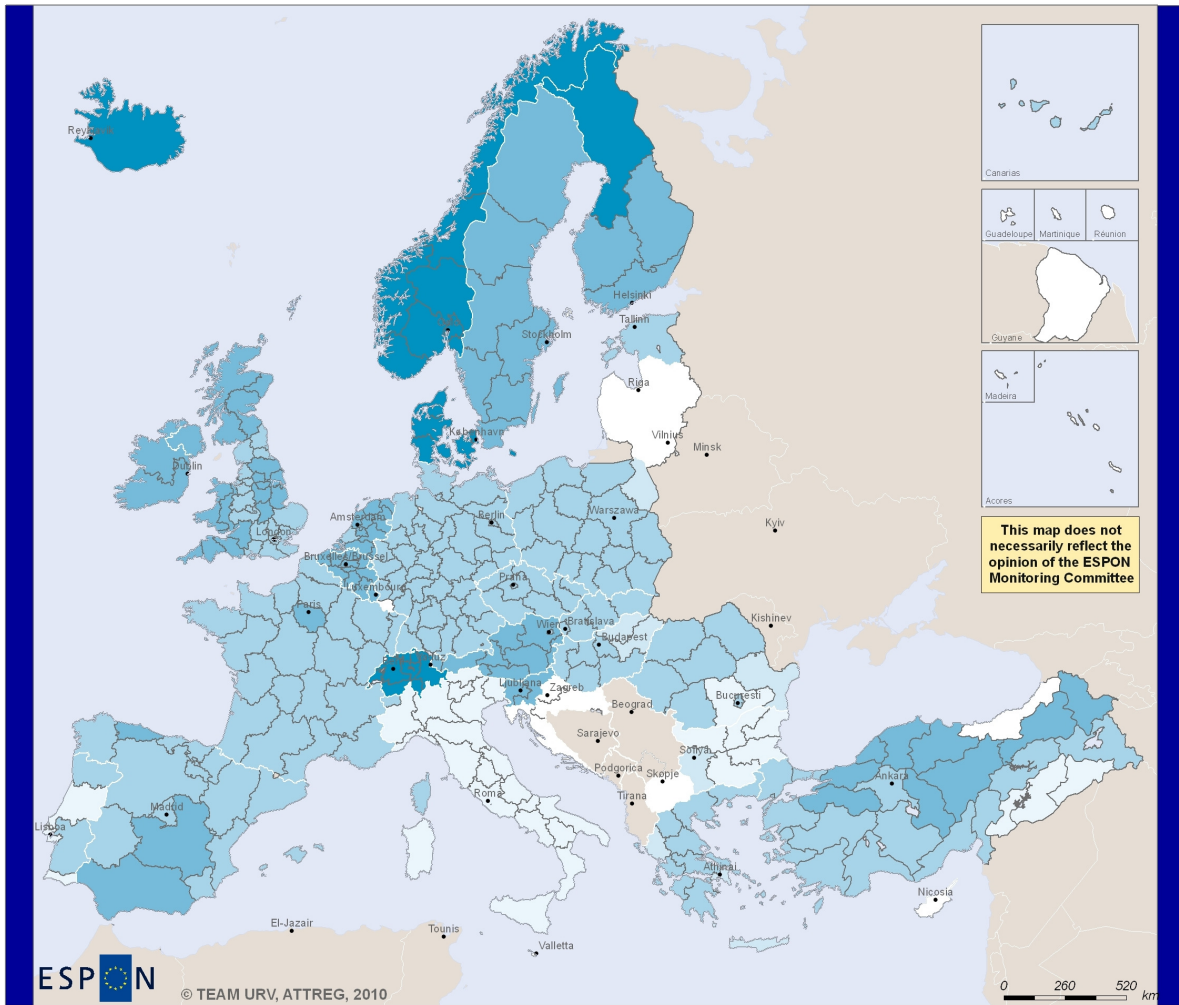 Reykjavik
Canarias
Guadeloupe
Martinique
Réunion
Guyane
Helsinki
Tallinn
Stockholm
Riga
Madeira
København
Vilnius
Minsk
Dublin
Acores
Amsterdam
Berlin
Warszawa
London
This map does not
necessarily reflect the
opinion of the ESPON
Monitoring Committee
Kyiv
Bruxelles/Brussel
Praha
Luxembourg
Paris
Kishinev
Wien
Bratislava
Budapest
Ljubljana
Zagreb
Bucuresti
Beograd
Sarajevo
Sofiya
Podgorica
Skopje
Ankara
Roma
Tirana
Madrid
Lisboa
Athinai
Nicosia
El-Jazair
Tounis
Valletta
ESPON
© TEAM URV, ATTREG, 2010
0 260 520
km